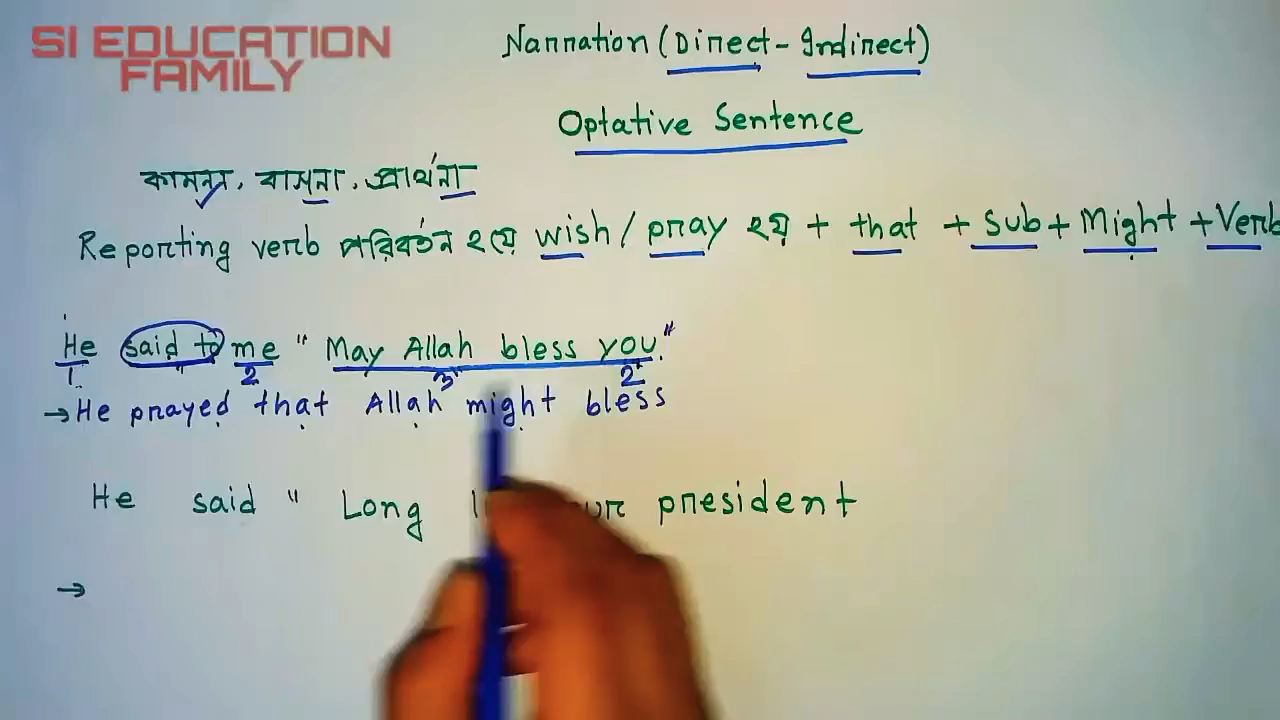 SI EDUCATION
FAMILY
Narration (Direct - Indirect)
Optative Sentence
কামনা, বাসনা, প্রার্থনা
Reporting verb পরিবর্তন হয়ে wish / pray হয় + that + Sub + Might + Verb
He said to me " May Allah bless you."
1 2 3 2
→ He prayed that Allah might bless
He said " Long our president
→